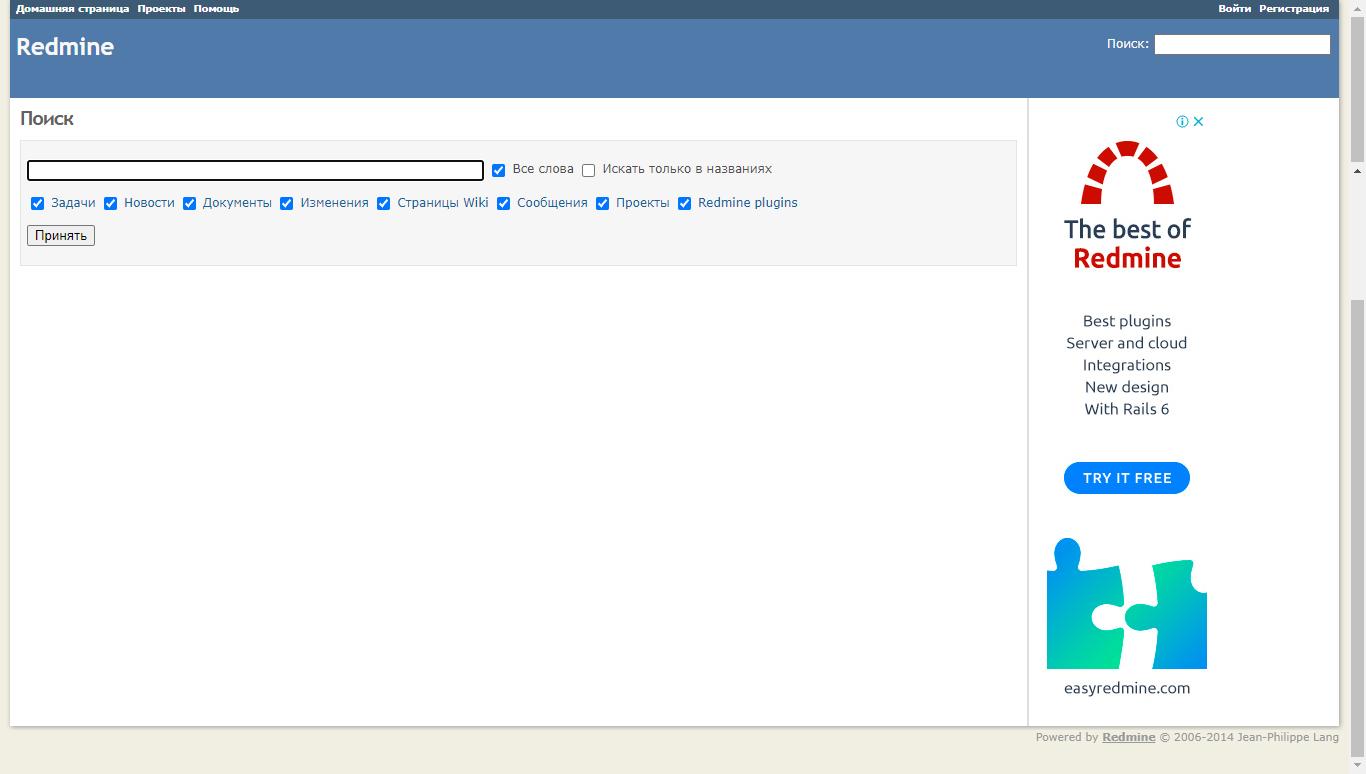 Домашняя страница Проекты Помощь Войти Регистрация
Redmine Поиск:
Поиск
Все слова Искать только в названиях
Задачи Новости Документы Изменения Страницы Wiki Сообщения Проекты Redmine plugins
Принять
The best of
Redmine
Best plugins
Server and cloud
Integrations
New design
With Rails 6
TRY IT FREE
easyredmine.com
Powered by Redmine © 2006-2014 Jean-Philippe Lang